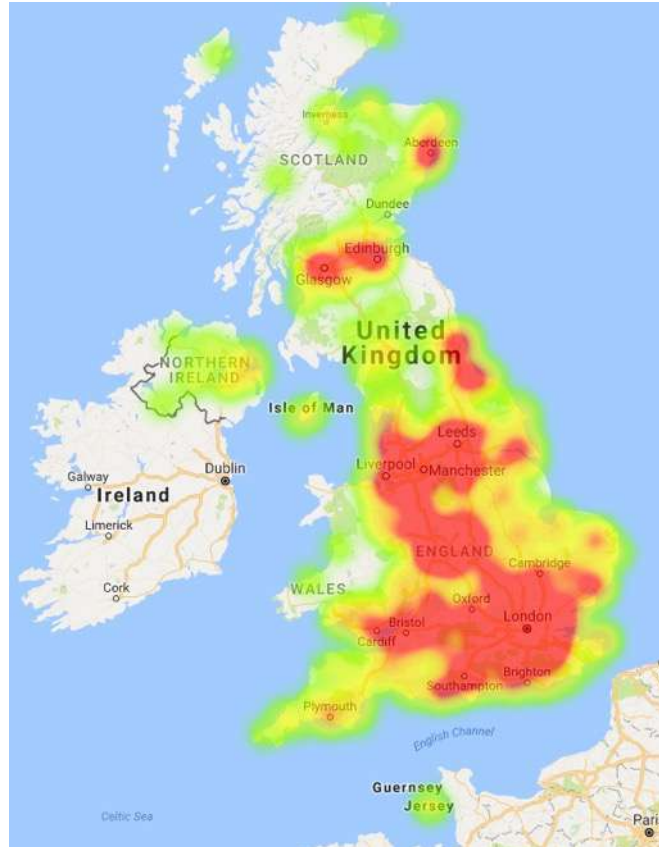 Inverness
Aberdeen
SCOTLAND
Dundee
Edinburgh
Glasgow
United
Kingdom
NORTHERN
IRELAND
Isle of Man
Leeds
Dublin
Liverpool
Manchester
Galway
Ireland
Limerick
ENGLAND
Cambridge
Cork
WALES
Oxford
London
Bristol
Cardiff
Brighton
Southampton
Plymouth
English Channel
Guernsey
Jersey
Celtic Sea
Paris